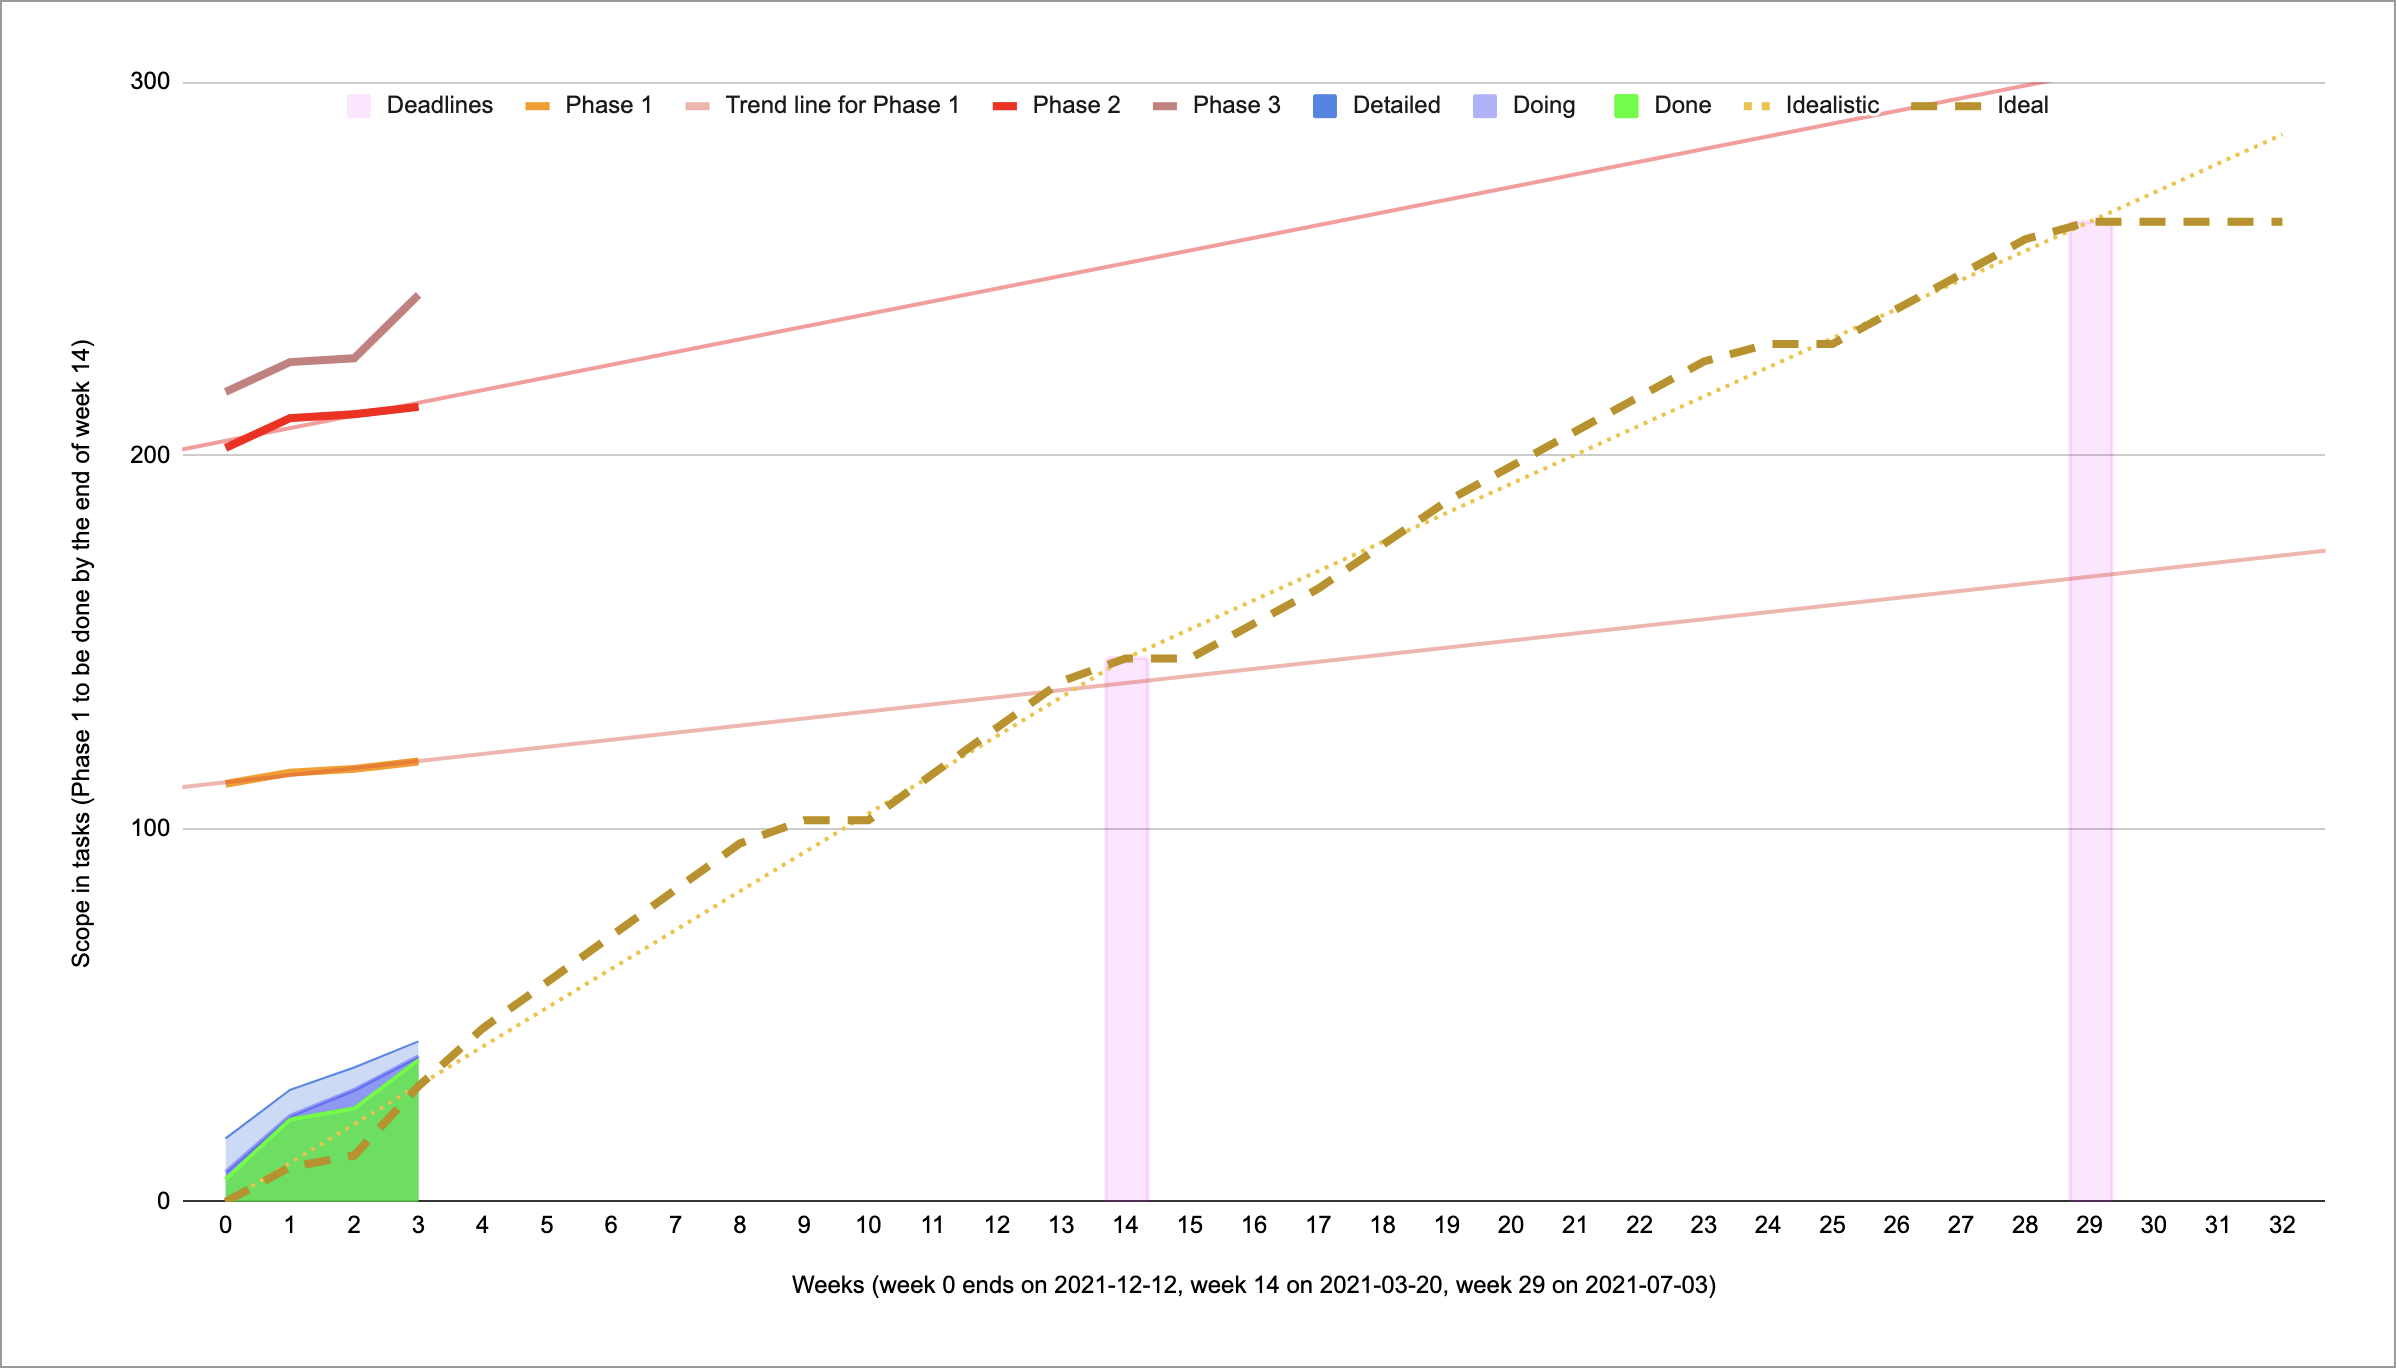 300
Deadlines Phase 1 Trend line for Phase 1 Phase 2 Phase 3 Detailed Doing Done Idealistic Ideal
200
100
0
Scope in tasks (Phase 1 to be done by the end of week 14)
0 1 2 3 4 5 6 7 8 9 10 11 12 13 14 15 16 17 18 19 20 21 22 23 24 25 26 27 28 29 30 31 32
Weeks (week 0 ends on 2021-12-12, week 14 on 2021-03-20, week 29 on 2021-07-03)